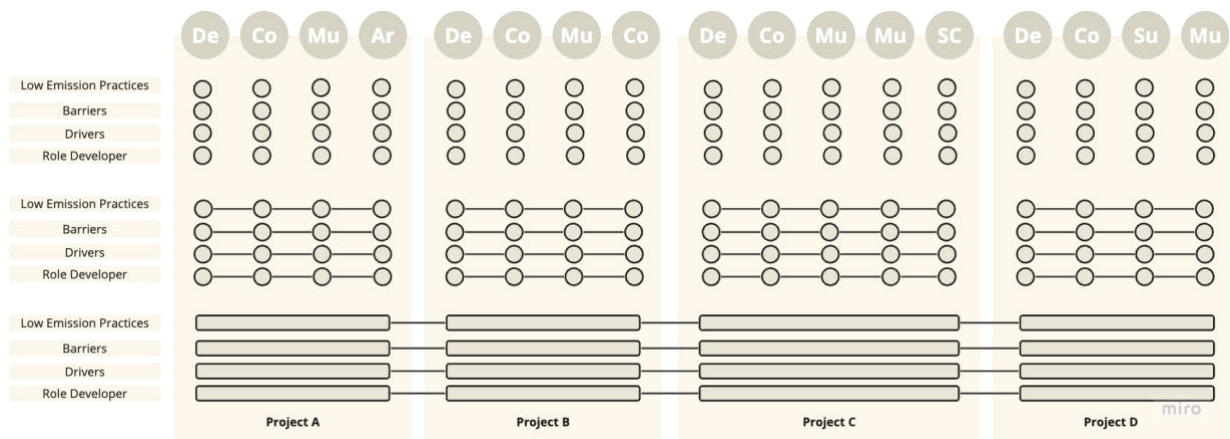 De Co Mu Ar De Co Mu Co De Co Mu Mu SC De Co Su Mu
Low Emission Practices
Barriers
Drivers
Role Developer
Low Emission Practices
Barriers
Drivers
Role Developer
Low Emission Practices
Barriers
Drivers
Role Developer
Project A Project B Project C Project D
miro